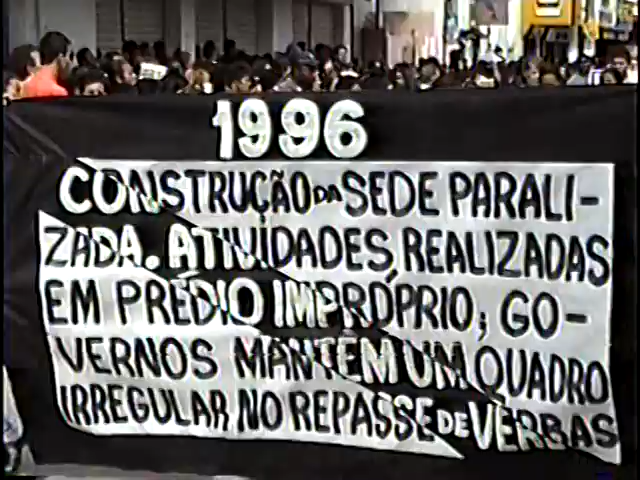 1996
CONSTRUÇÃO DA SEDE PARALI-
ZADA. ATIVIDADES REALIZADAS
EM PRÉDIO IMPRÓPRIO; GO-
VERNOS MANTEM UM QUADRO
IRREGULAR NO REPASSE DE VERBAS